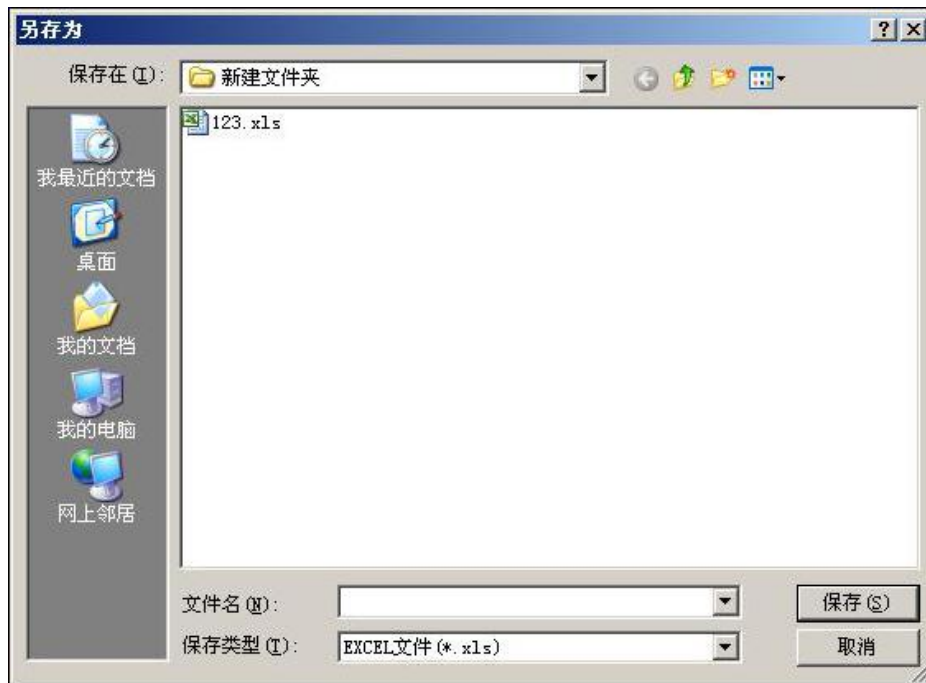 另存为
保存在(I):
新建文件夹
123.xls
我最近的文档
桌面
我的文档
我的电脑
网上邻居
文件名(N):
保存(S)
保存类型(T):
EXCEL文件(*.xls)
取消